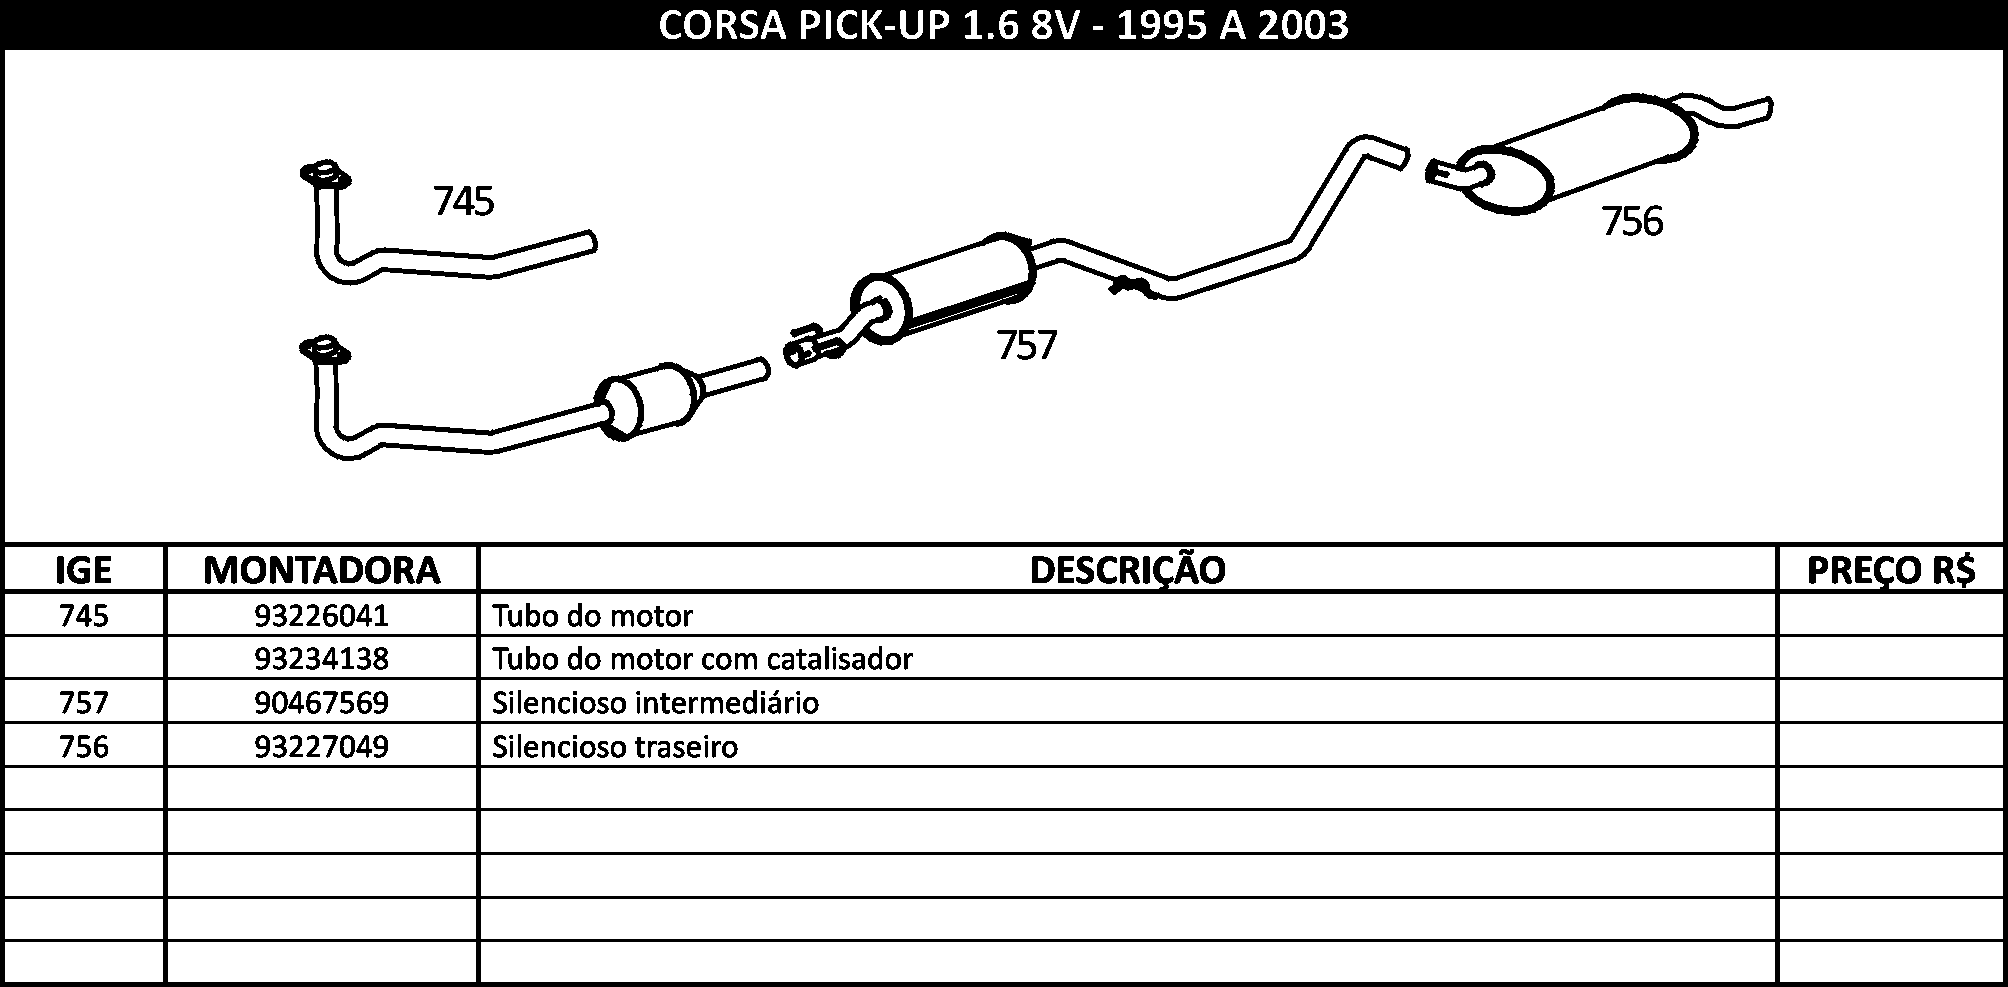 CORSA PICK-UP 1.6 8V - 1995 A 2003
745
756
757
IGE MONTADORA DESCRIÇÃO PREÇO R$
745 93226041 Tubo do motor
93234138 Tubo do motor com catalisador
757 90467569 Silencioso intermediário
756 93227049 Silencioso traseiro